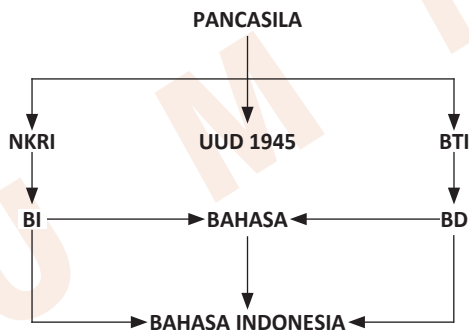 PANCASILA
NKRI UUD 1945 BTI
BI BAHASA BD
BAHASA INDONESIA